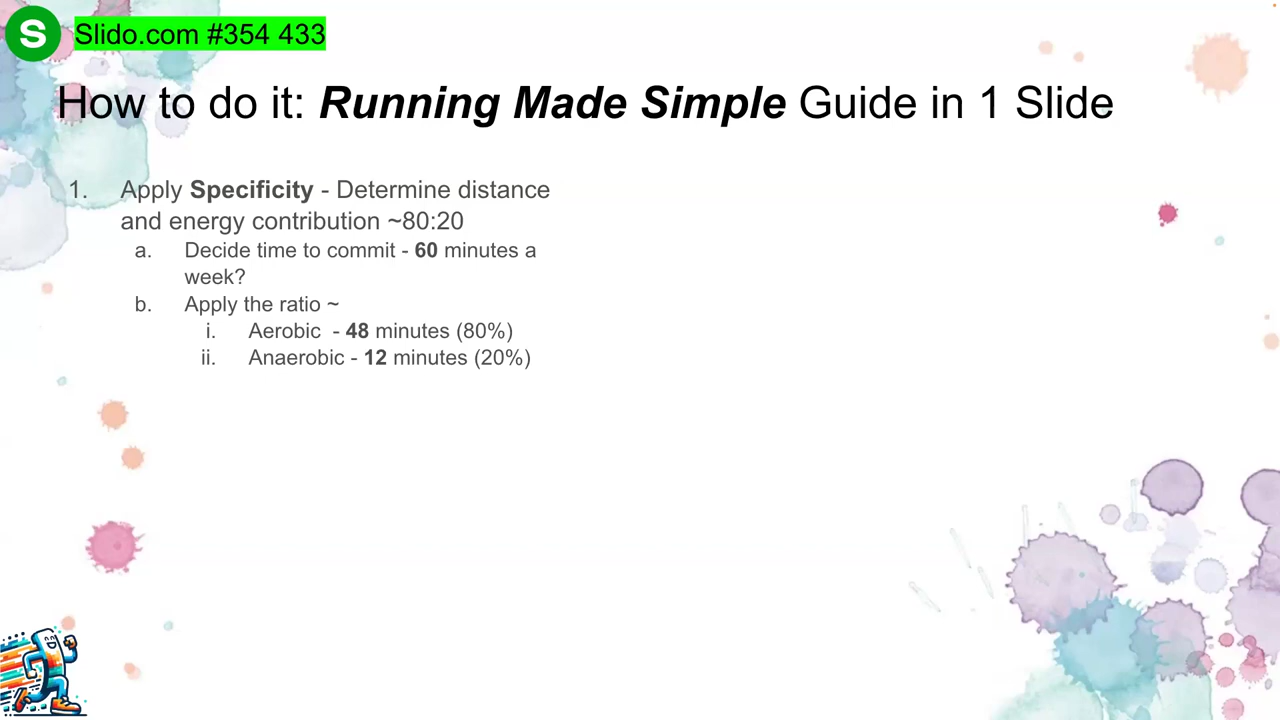 S
Slido.com #354 433
How to do it: Running Made Simple Guide in 1 Slide
1. Apply Specificity - Determine distance
and energy contribution ~80:20
a. Decide time to commit - 60 minutes a
week?
b. Apply the ratio ~
i. Aerobic - 48 minutes (80%)
ii. Anaerobic - 12 minutes (20%)